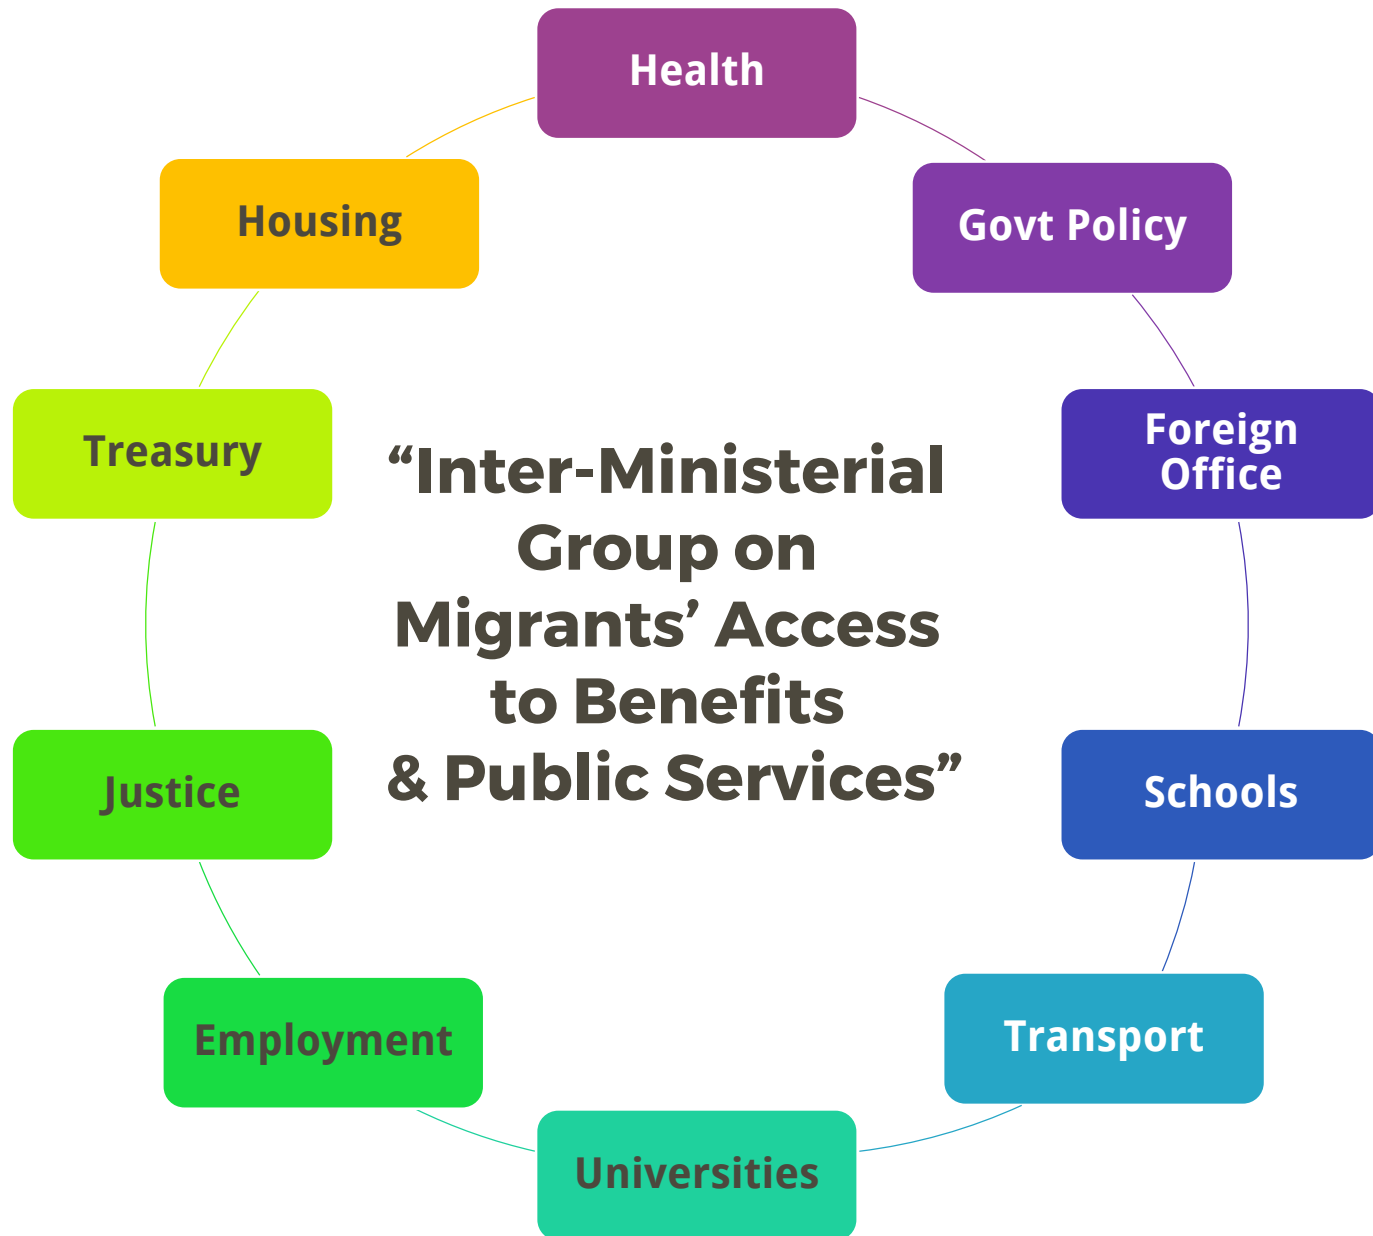 Health
Housing
Govt Policy
Treasury
Foreign
Office
“Inter-Ministerial
Group on
Migrants’ Access
to Benefits
& Public Services”
Justice
Schools
Employment
Transport
Universities